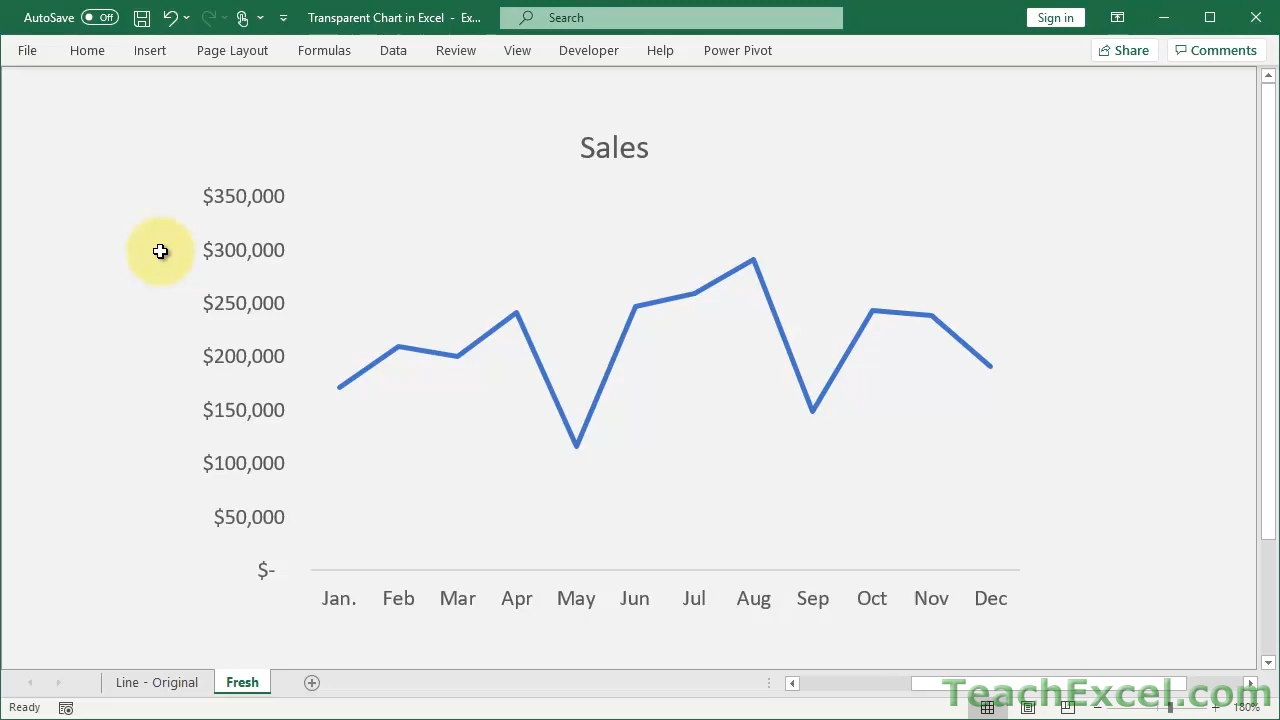 AutoSave Off Transparent Chart in Excel - Ex... Search Sign in
File Home Insert Page Layout Formulas Data Review View Developer Help Power Pivot Share Comments
Sales
$350,000
$300,000
$250,000
$200,000
$150,000
$100,000
$50,000
$-
Jan. Feb Mar Apr May Jun Jul Aug Sep Oct Nov Dec
Line - Original Fresh
TeachExcel.com
Ready 180%